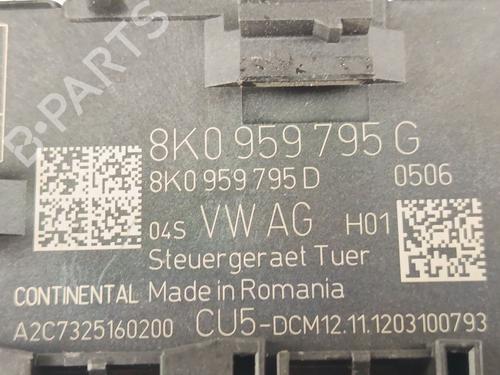 8K0 959 795 G
8K0 959 795 D 0506
04S VW AG H01
Steuergeraet Tuer
CONTINENTAL Made in Romania
A2C7325160200 CU5-DCM12.11.1203100793
B-PARTS